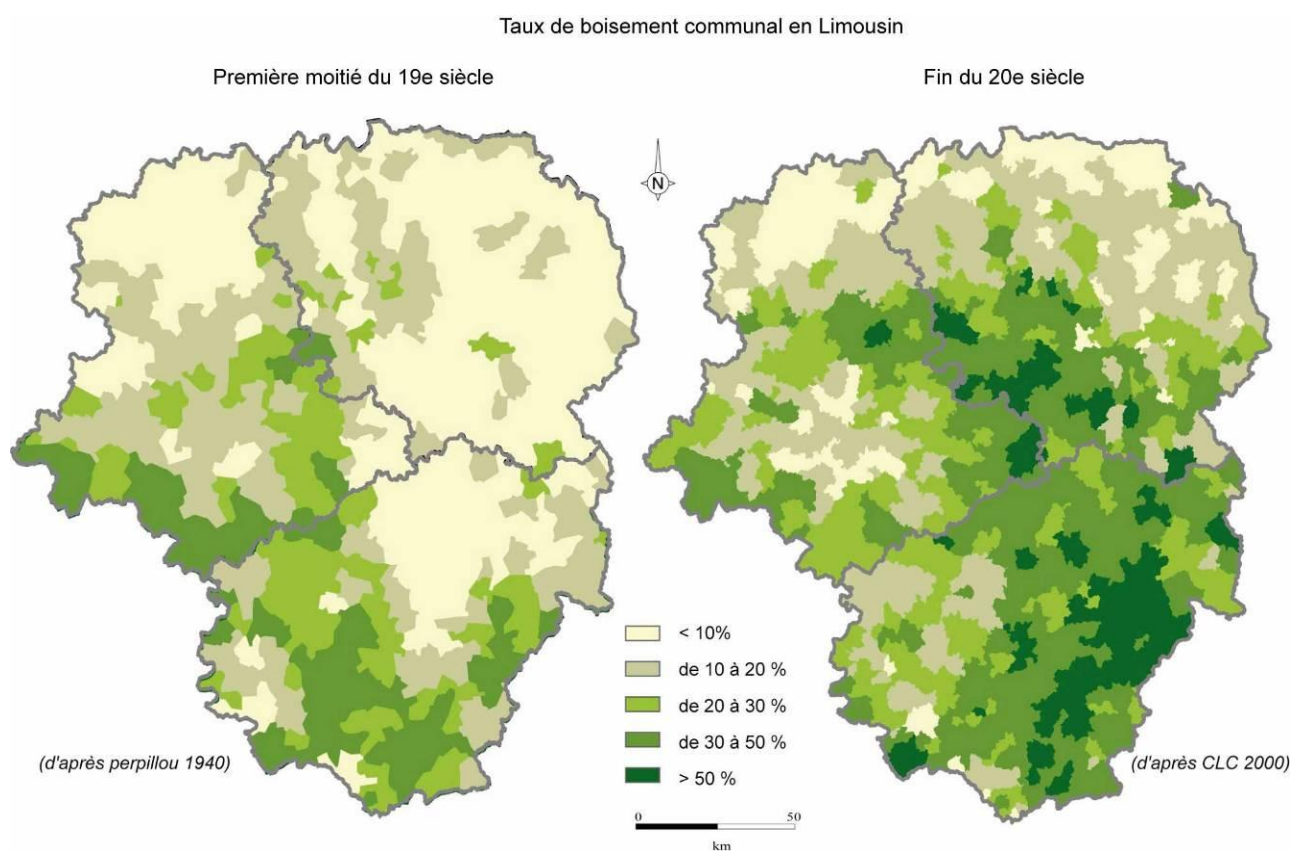 Taux de boisement communal en Limousin
Première moitié du 19e siècle
Fin du 20e siècle
N
< 10%
de 10 à 20 %
de 20 à 30 %
de 30 à 50 %
> 50 %
(d'après perpillou 1940)
(d'après CLC 2000)
0 50
km